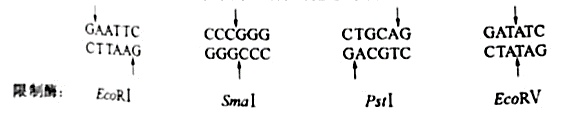 GAATTC CCCGGG CTGCAG GATATC
CTTAAG GGGCCC GACGTC CTATAG
限制酶: EcoRI SmaI PstI EcoRV